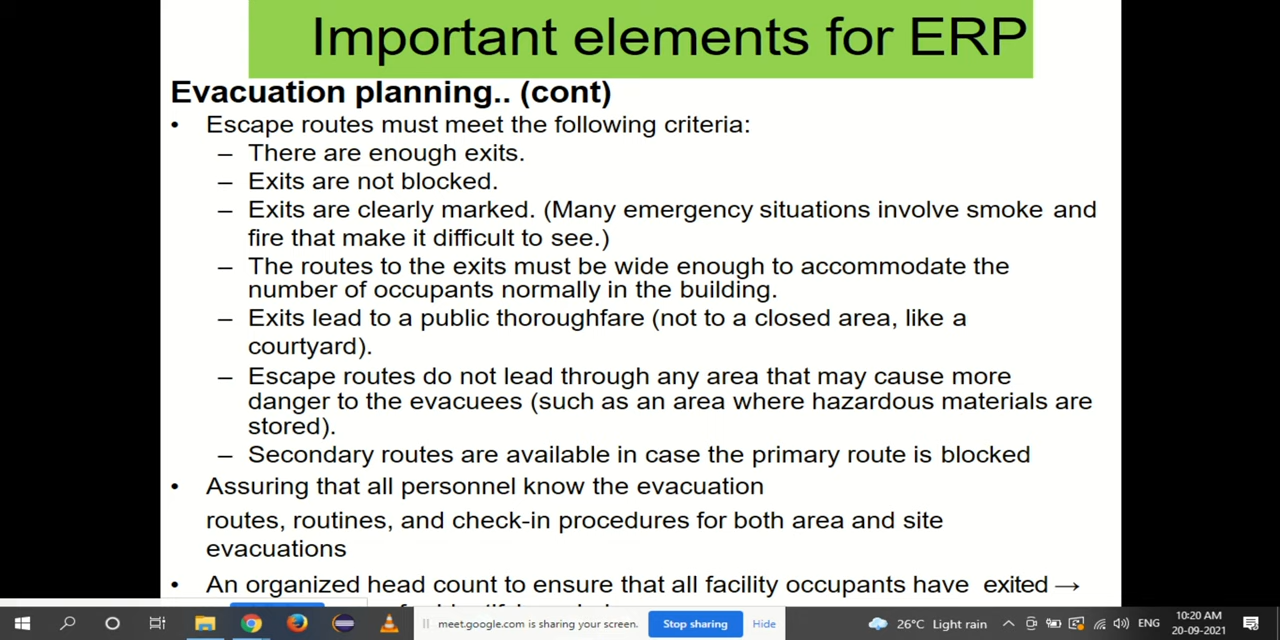 Important elements for ERP
Evacuation planning.. (cont)
• Escape routes must meet the following criteria:
– There are enough exits.
– Exits are not blocked.
– Exits are clearly marked. (Many emergency situations involve smoke and
fire that make it difficult to see.)
– The routes to the exits must be wide enough to accommodate the
number of occupants normally in the building.
– Exits lead to a public thoroughfare (not to a closed area, like a
courtyard).
– Escape routes do not lead through any area that may cause more
danger to the evacuees (such as an area where hazardous materials are
stored).
– Secondary routes are available in case the primary route is blocked
• Assuring that all personnel know the evacuation
routes, routines, and check-in procedures for both area and site
evacuations
• An organized head count to ensure that all facility occupants have exited →
meet.google.com is sharing your screen. Stop sharing Hide
26°C Light rain ENG 10:20 AM
20-09-2021